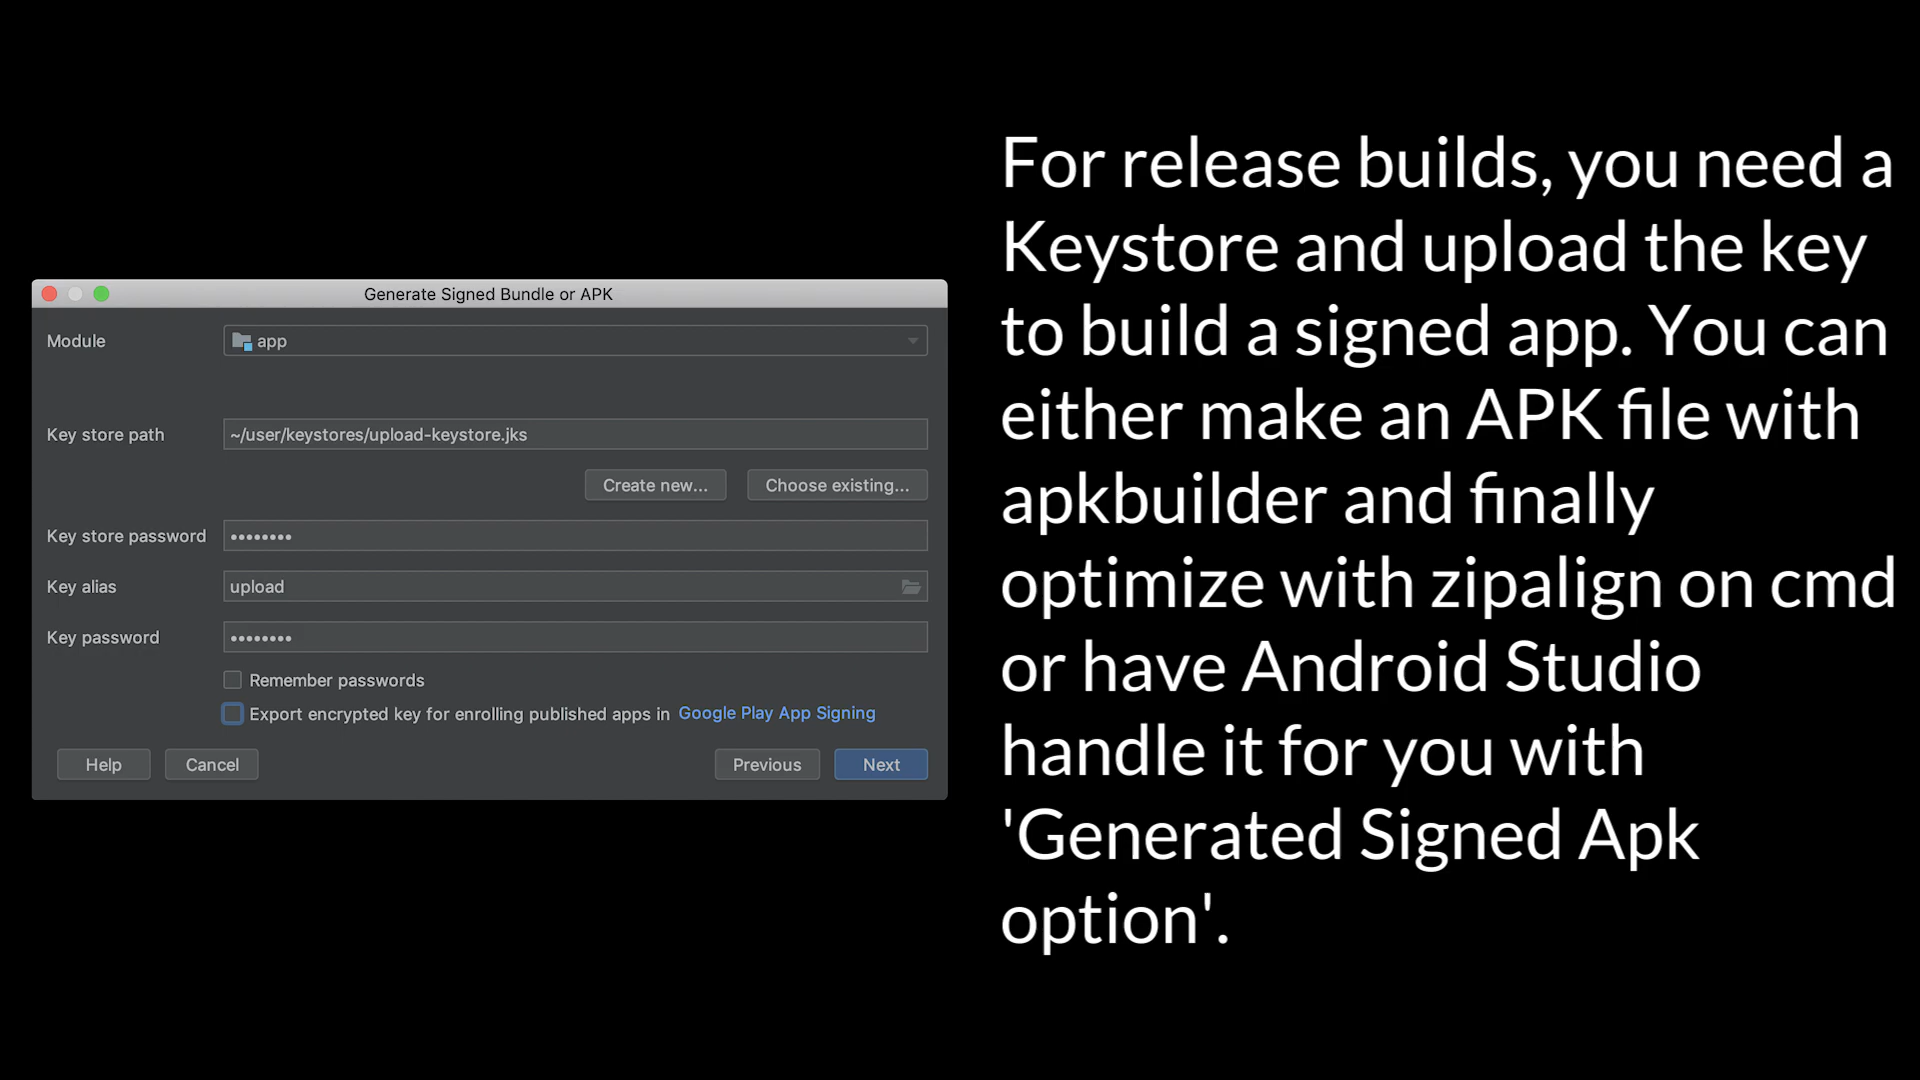 Generate Signed Bundle or APK
Module
app
Key store path
~/user/keystores/upload-keystore.jks
Create new...
Choose existing...
Key store password
••••••••
Key alias
upload
Key password
••••••••
Remember passwords
Export encrypted key for enrolling published apps in Google Play App Signing
Help
Cancel
Previous
Next
For release builds, you need a
Keystore and upload the key
to build a signed app. You can
either make an APK file with
apkbuilder and finally
optimize with zipalign on cmd
or have Android Studio
handle it for you with
'Generated Signed Apk
option'.